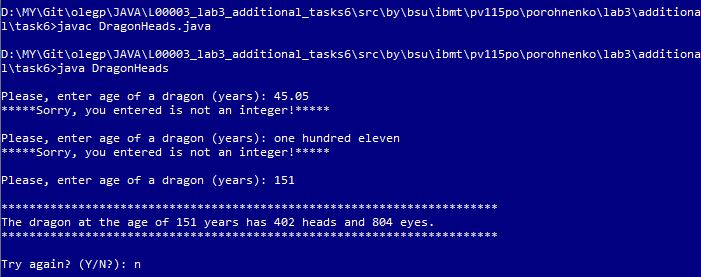 D:\MY\Git\olegp\JAVA\L00003_lab3_additional_tasks6\src\by\bsu\ibmt\pv115po\porohnenko\lab3\additiona
l\task6>javac DragonHeads.java
D:\MY\Git\olegp\JAVA\L00003_lab3_additional_tasks6\src\by\bsu\ibmt\pv115po\porohnenko\lab3\additiona
l\task6>java DragonHeads
Please, enter age of a dragon (years): 45.05
*****Sorry, you entered is not an integer!*****
Please, enter age of a dragon (years): one hundred eleven
*****Sorry, you entered is not an integer!*****
Please, enter age of a dragon (years): 151
**********************************************************************
The dragon at the age of 151 years has 402 heads and 804 eyes.
**********************************************************************
Try again? (Y/N?): n